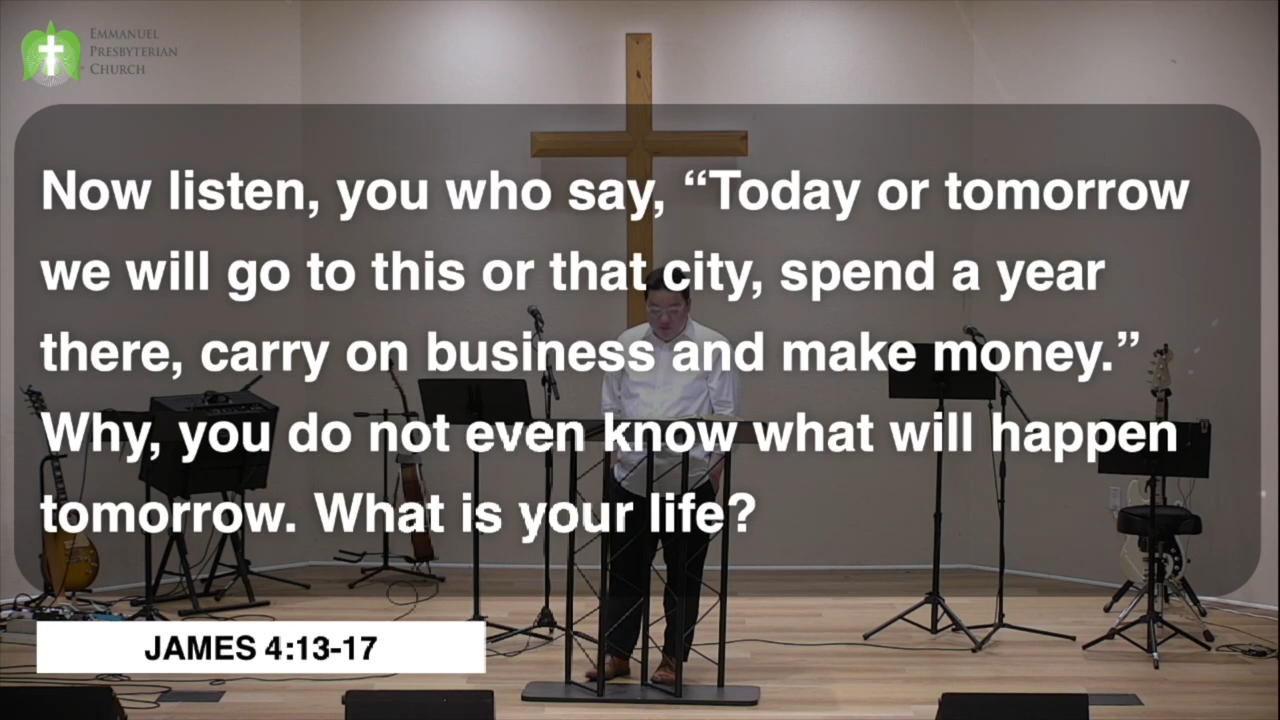 EMMANUEL
PRESBYTERIAN
CHURCH
Now listen, you who say, “Today or tomorrow
we will go to this or that city, spend a year
there, carry on business and make money.”
Why, you do not even know what will happen
tomorrow. What is your life?
JAMES 4:13-17